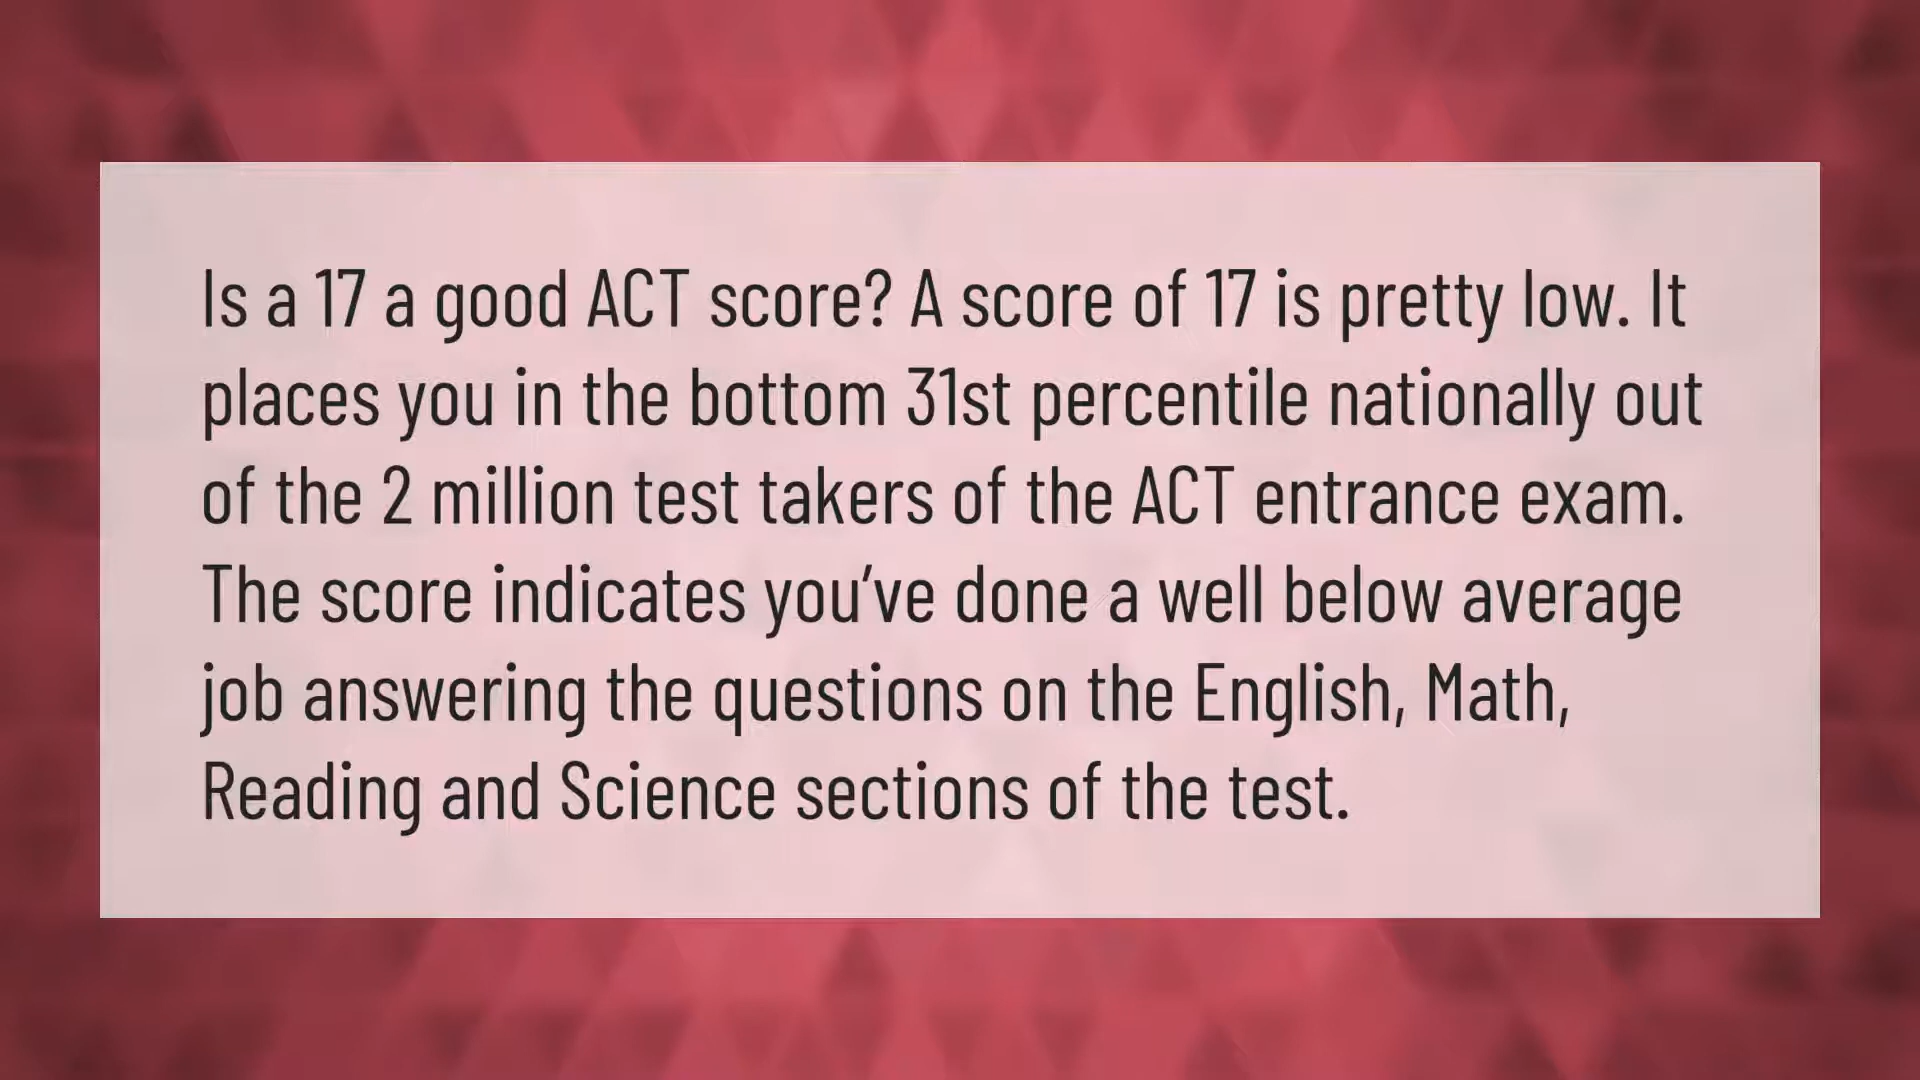 Is a 17 a good ACT score? A score of 17 is pretty low. It
places you in the bottom 31st percentile nationally out
of the 2 million test takers of the ACT entrance exam.
The score indicates you’ve done a well below average
job answering the questions on the English, Math,
Reading and Science sections of the test.